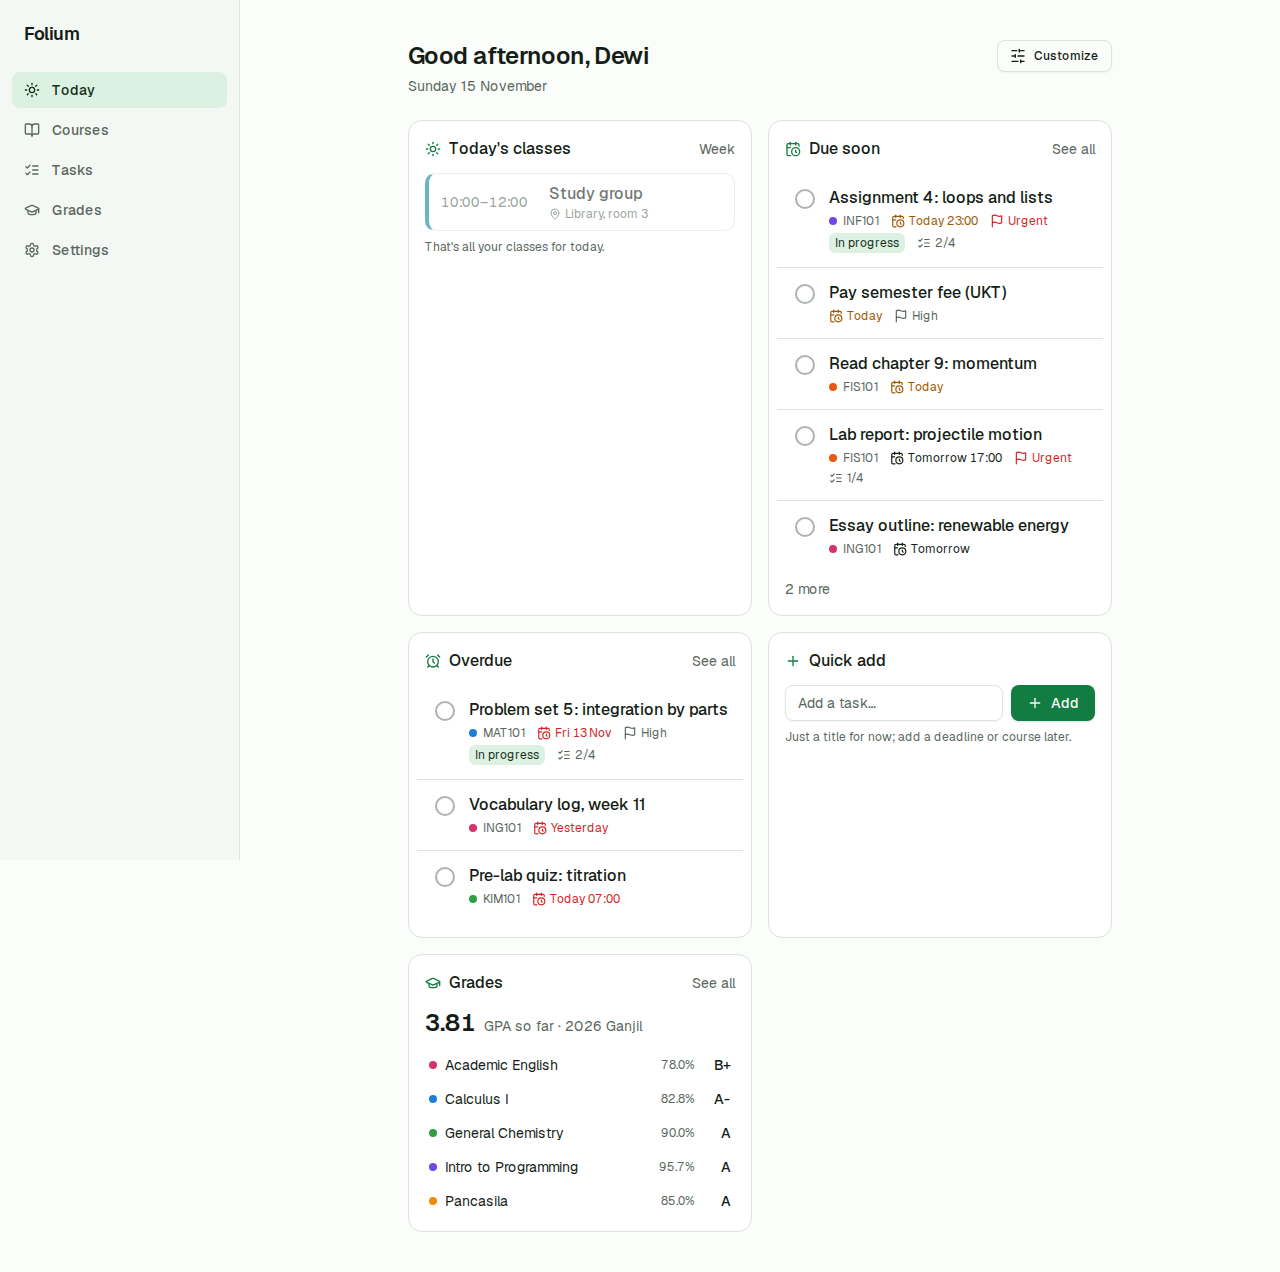 Folium
Today
Courses
Tasks
Grades
Settings
Good afternoon, Dewi
Sunday 15 November
Customize
Today's classes
Week
10:00–12:00
Study group
Library, room 3
That's all your classes for today.
Due soon
See all
Assignment 4: loops and lists
INF101 Today 23:00 Urgent
In progress 2/4
Pay semester fee (UKT)
Today High
Read chapter 9: momentum
FIS101 Today
Lab report: projectile motion
FIS101 Tomorrow 17:00 Urgent
1/4
Essay outline: renewable energy
ING101 Tomorrow
2 more
Overdue
See all
Problem set 5: integration by parts
MAT101 Fri 13 Nov High
In progress 2/4
Vocabulary log, week 11
ING101 Yesterday
Pre-lab quiz: titration
KIM101 Today 07:00
Quick add
Add a task…
Add
Just a title for now; add a deadline or course later.
Grades
See all
3.81 GPA so far · 2026 Ganjil
Academic English 78.0% B+
Calculus I 82.8% A-
General Chemistry 90.0% A
Intro to Programming 95.7% A
Pancasila 85.0% A